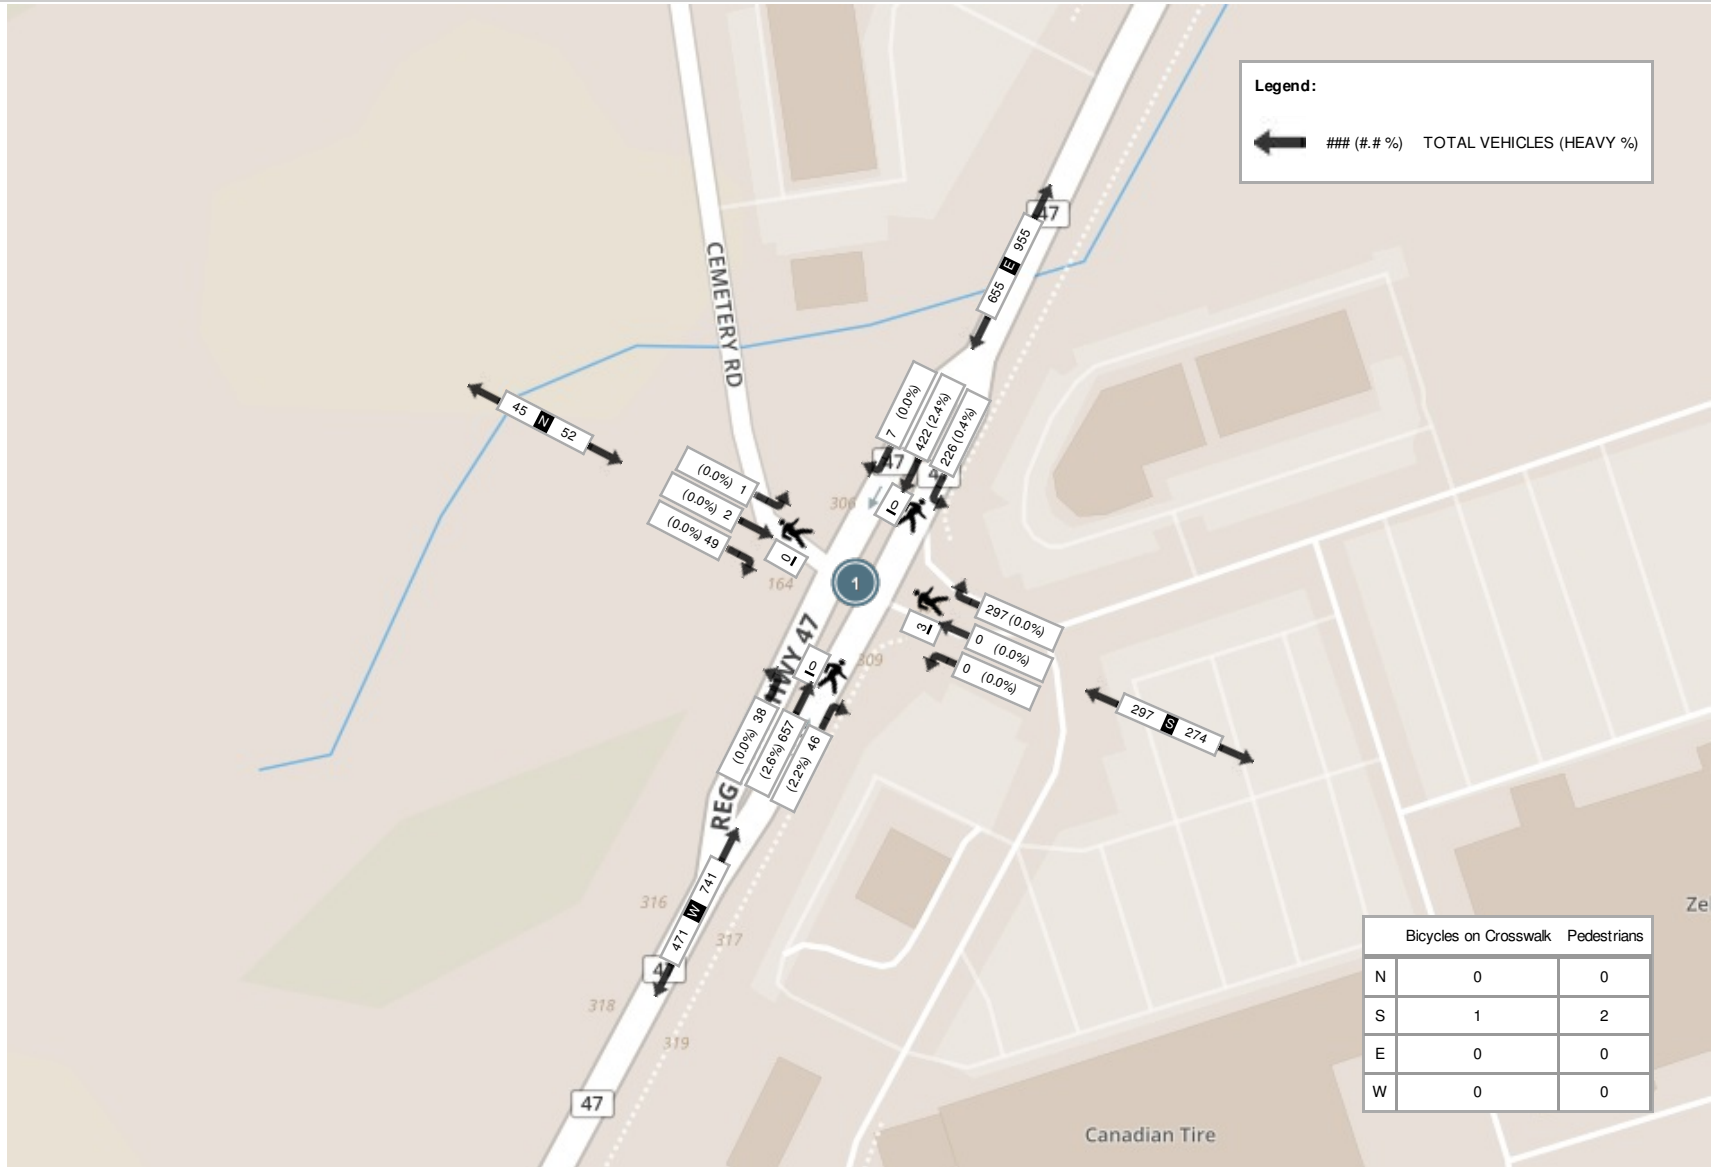 Legend:
### (#.# %) TOTAL VEHICLES (HEAVY %)
47
955
E
655
CEMETERY RD
45 N 52
7 (0.0%)
422 (2.4%)
226 (0.4%)
47
(0.0%) 1
(0.0%) 2
(0.0%) 49
306
0
0
164
1
297 (0.0%)
0 (0.0%)
0 (0.0%)
3
0
309
HWY 47
(0.0%) 38
(2.6%) 657
(2.2%) 46
297 S 274
REG
741
W
471
316
317
318
319
47
Ze
Canadian Tire
Bicycles on Crosswalk Pedestrians
N 0 0
S 1 2
E 0 0
W 0 0